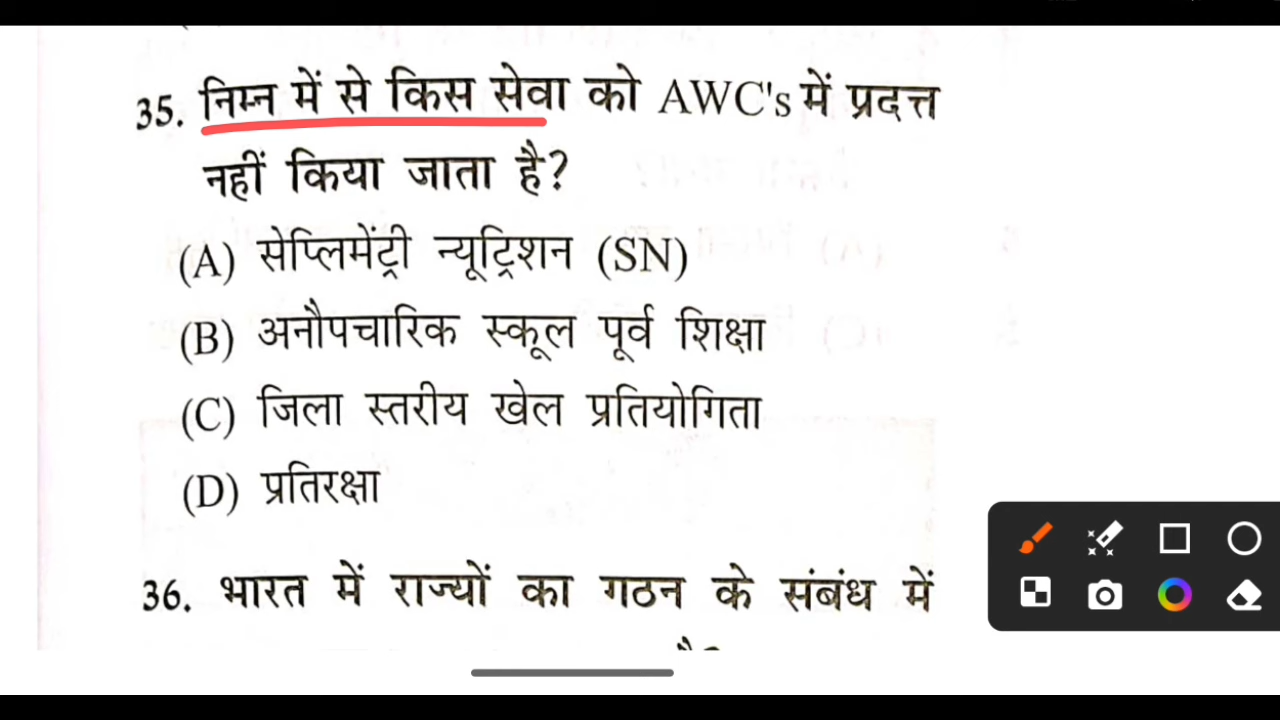 35. निम्न में से किस सेवा को AWC's में प्रदत्त
नहीं किया जाता है?
(A) सेप्लिमेंट्री न्यूट्रिशन (SN)
(B) अनौपचारिक स्कूल पूर्व शिक्षा
(C) जिला स्तरीय खेल प्रतियोगिता
(D) प्रतिरक्षा
36. भारत में राज्यों का गठन के संबंध में